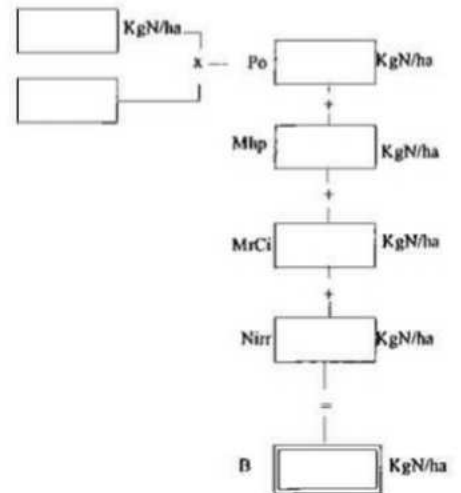 KgN/ha
x Po KgN/ha
+
Mhp KgN/ha
+
MrCi KgN/ha
+
Nirr KgN/ha
=
B KgN/ha